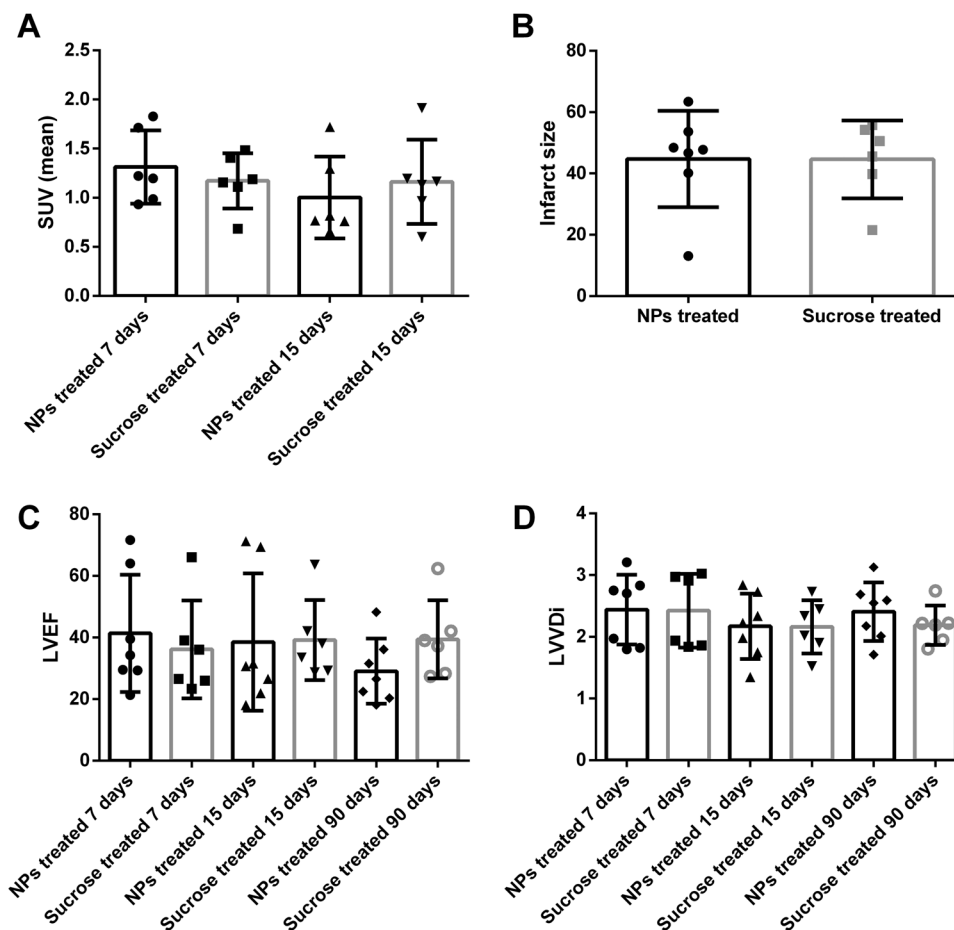 A
SUV (mean)
2.5
2.0
1.5
1.0
0.5
0.0
NPs treated 7 days
Sucrose treated 7 days
NPs treated 15 days
Sucrose treated 15 days
B
Infarct size
80
60
40
20
0
NPs treated
Sucrose treated
C
LVEF
80
60
40
20
0
NPs treated 7 days
Sucrose treated 7 days
NPs treated 15 days
Sucrose treated 15 days
NPs treated 90 days
Sucrose treated 90 days
D
LVVDi
4
3
2
1
0
NPs treated 7 days
Sucrose treated 7 days
NPs treated 15 days
Sucrose treated 15 days
NPs treated 90 days
Sucrose treated 90 days